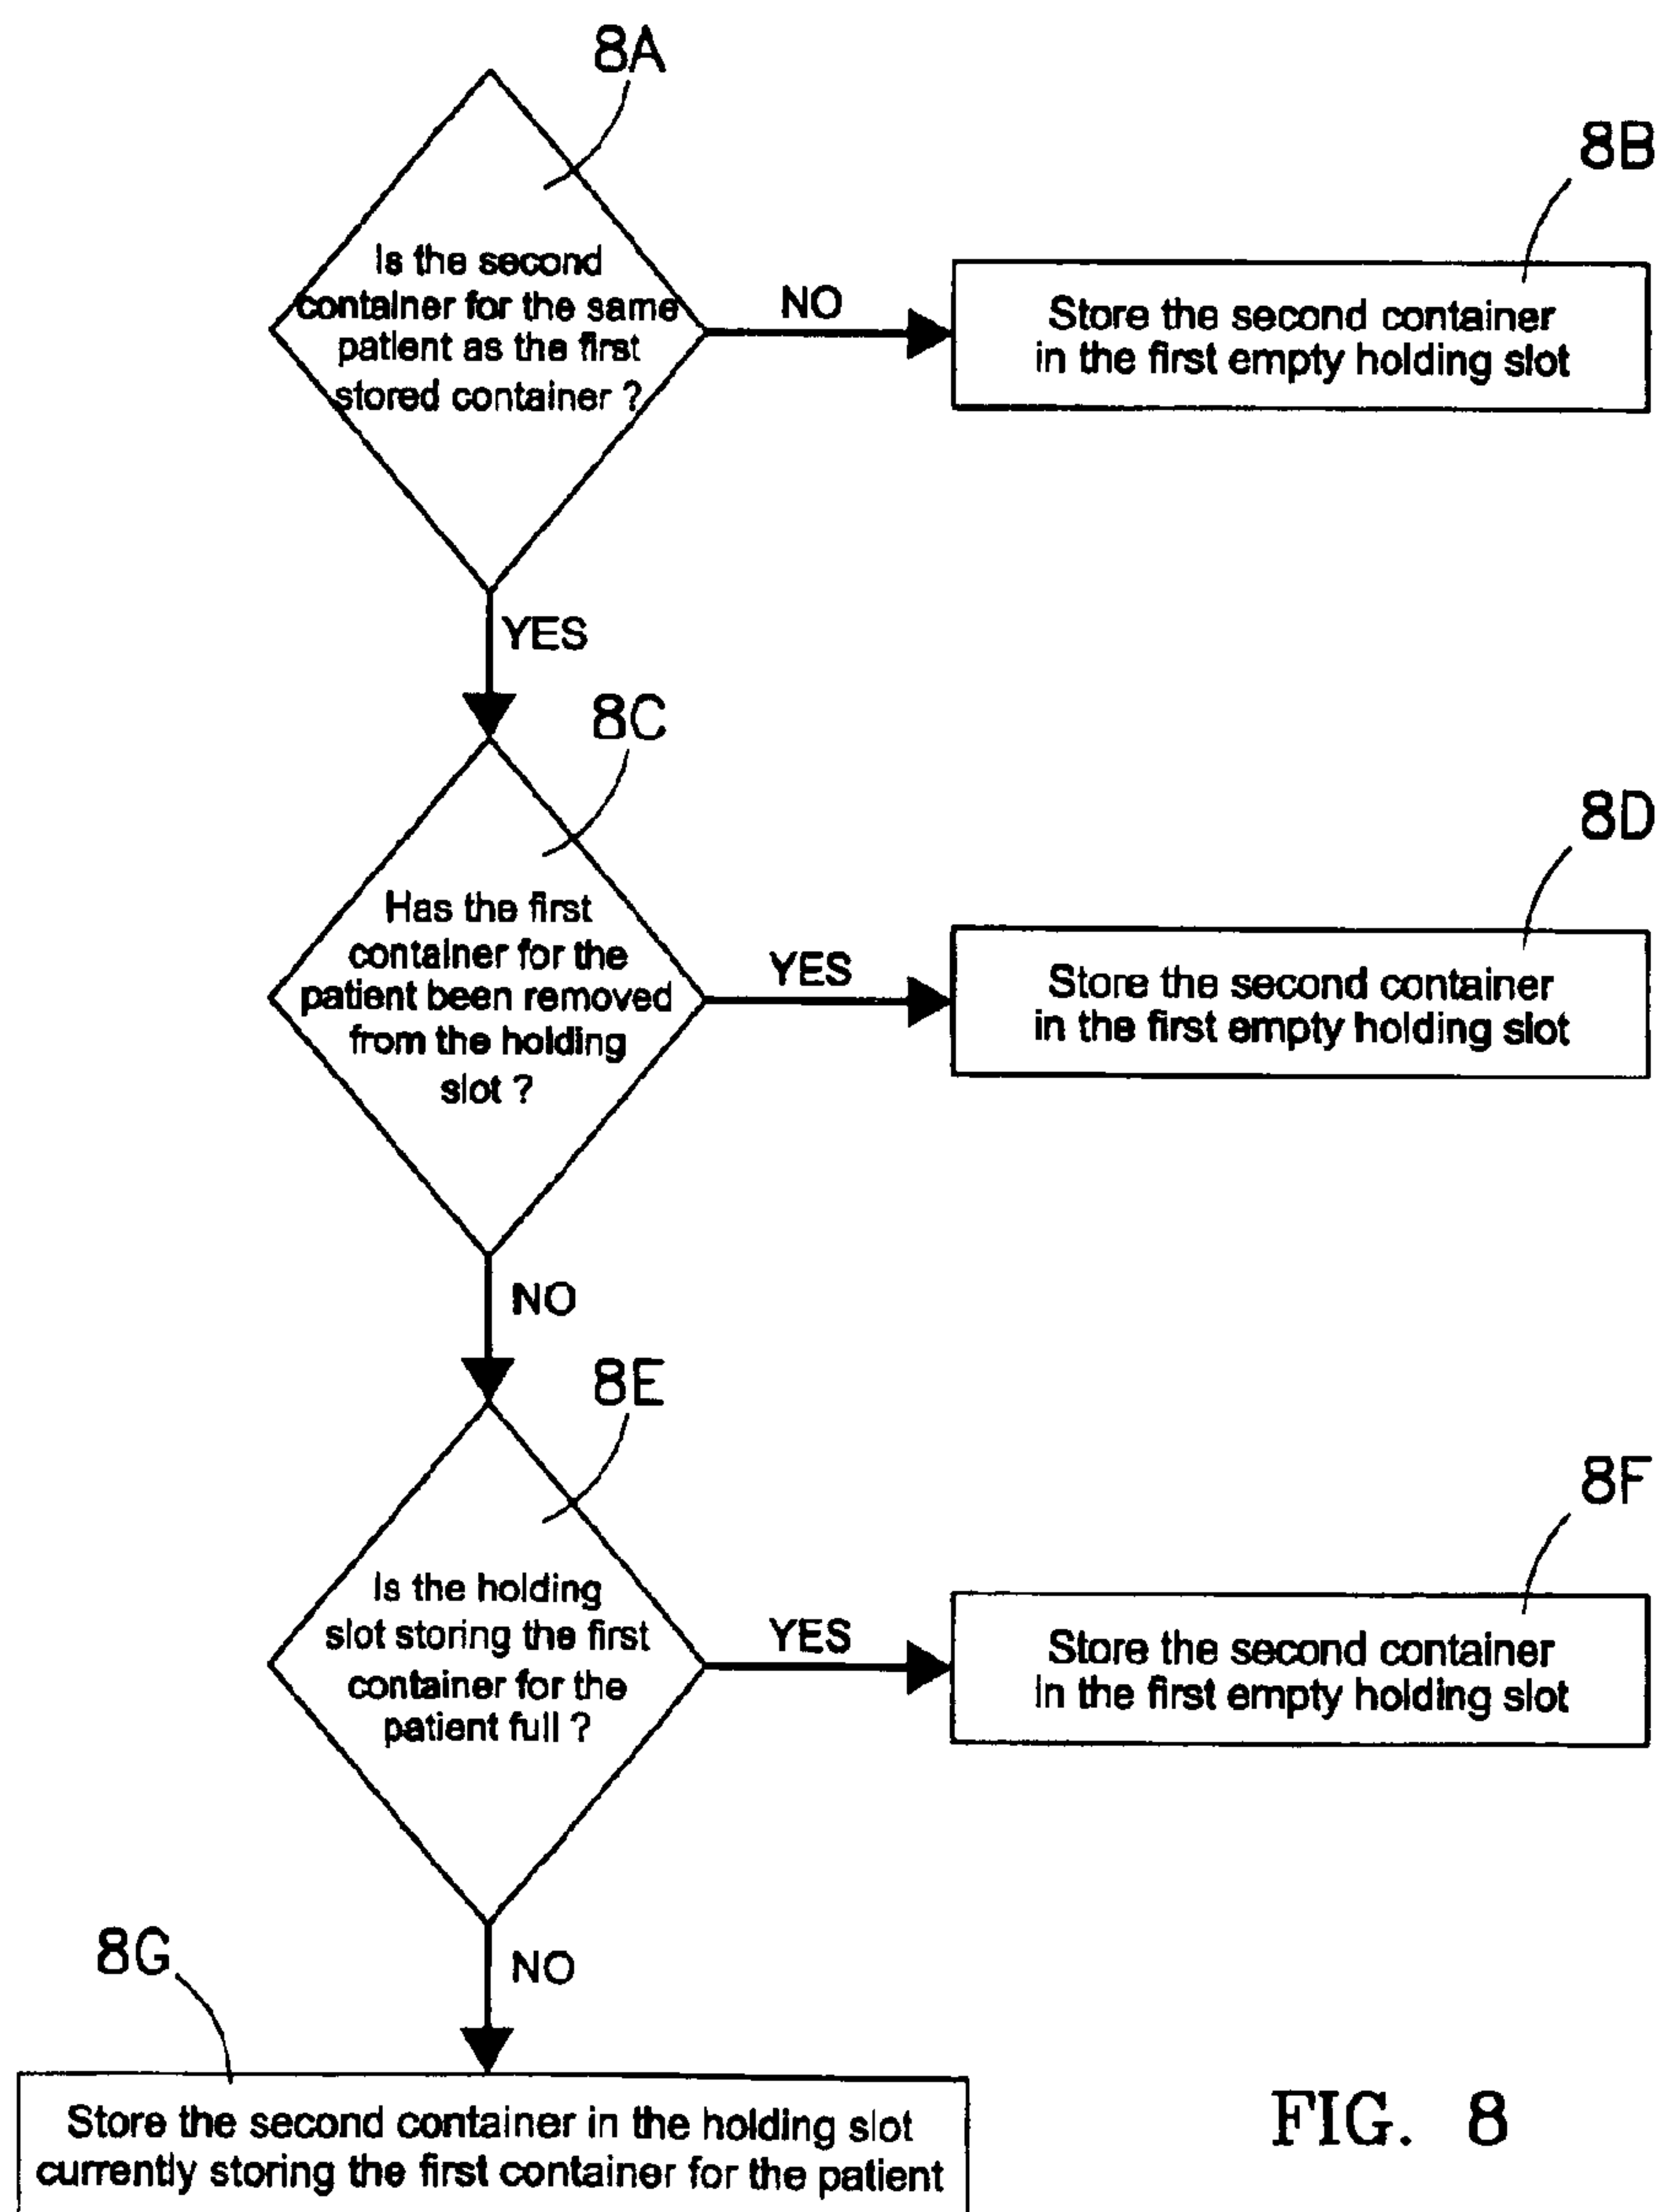 8A
Is the second
container for the same
patient as the first
stored container ?
NO
8B
Store the second container
in the first empty holding slot
YES
8C
Has the first
container for the
patient been removed
from the holding
slot ?
YES
8D
Store the second container
in the first empty holding slot
NO
8E
Is the holding
slot storing the first
container for the
patient full ?
YES
8F
Store the second container
in the first empty holding slot
NO
8G
Store the second container in the holding slot
currently storing the first container for the patient
FIG. 8